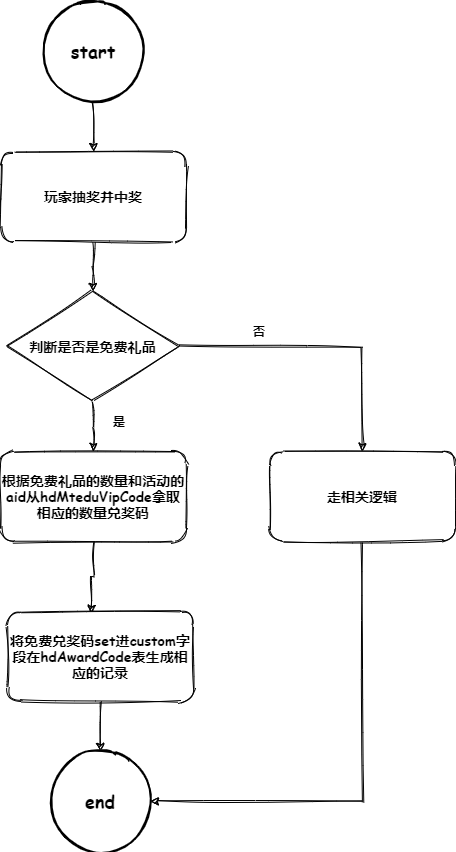 start
玩家抽奖并中奖
判断是否是免费礼品
否
是
根据免费礼品的数量和活动的
aid从hdMteduVipCode拿取
相应的数量兑奖码
走相关逻辑
将免费兑奖码set进custom字
段在hdAwardCode表生成相
应的记录
end